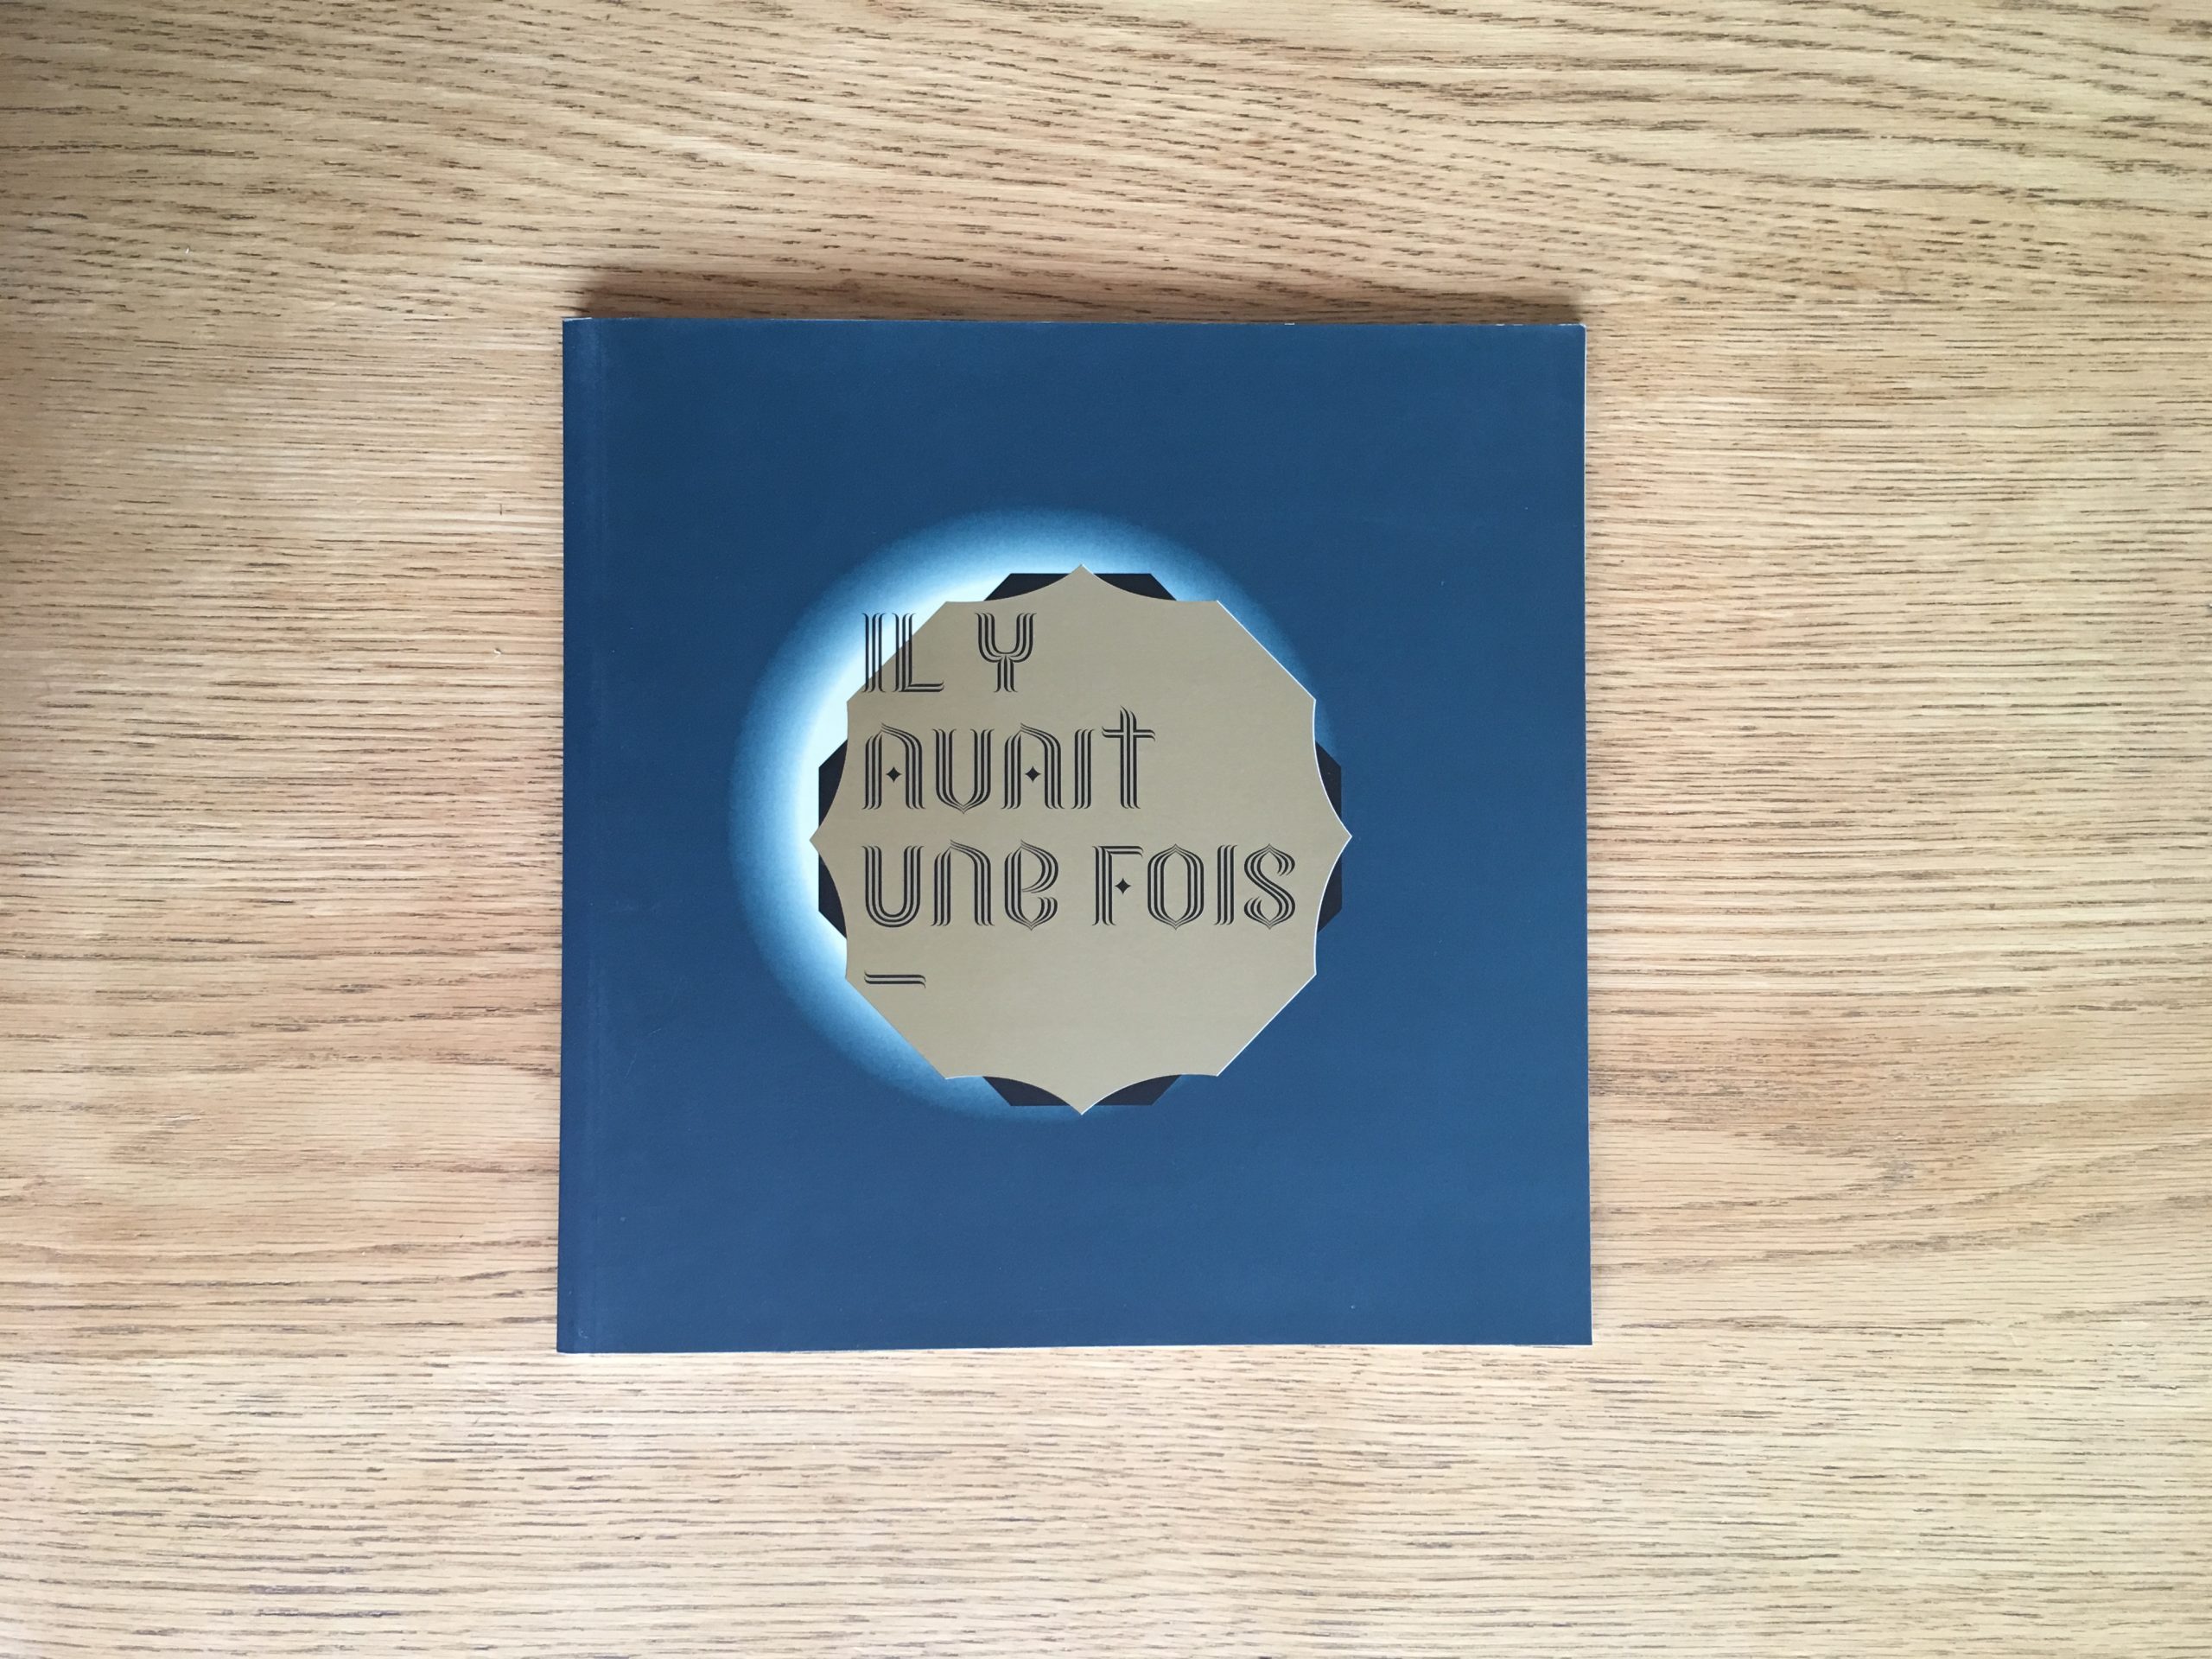 IL Y
AVAIT
UNE FOIS
—